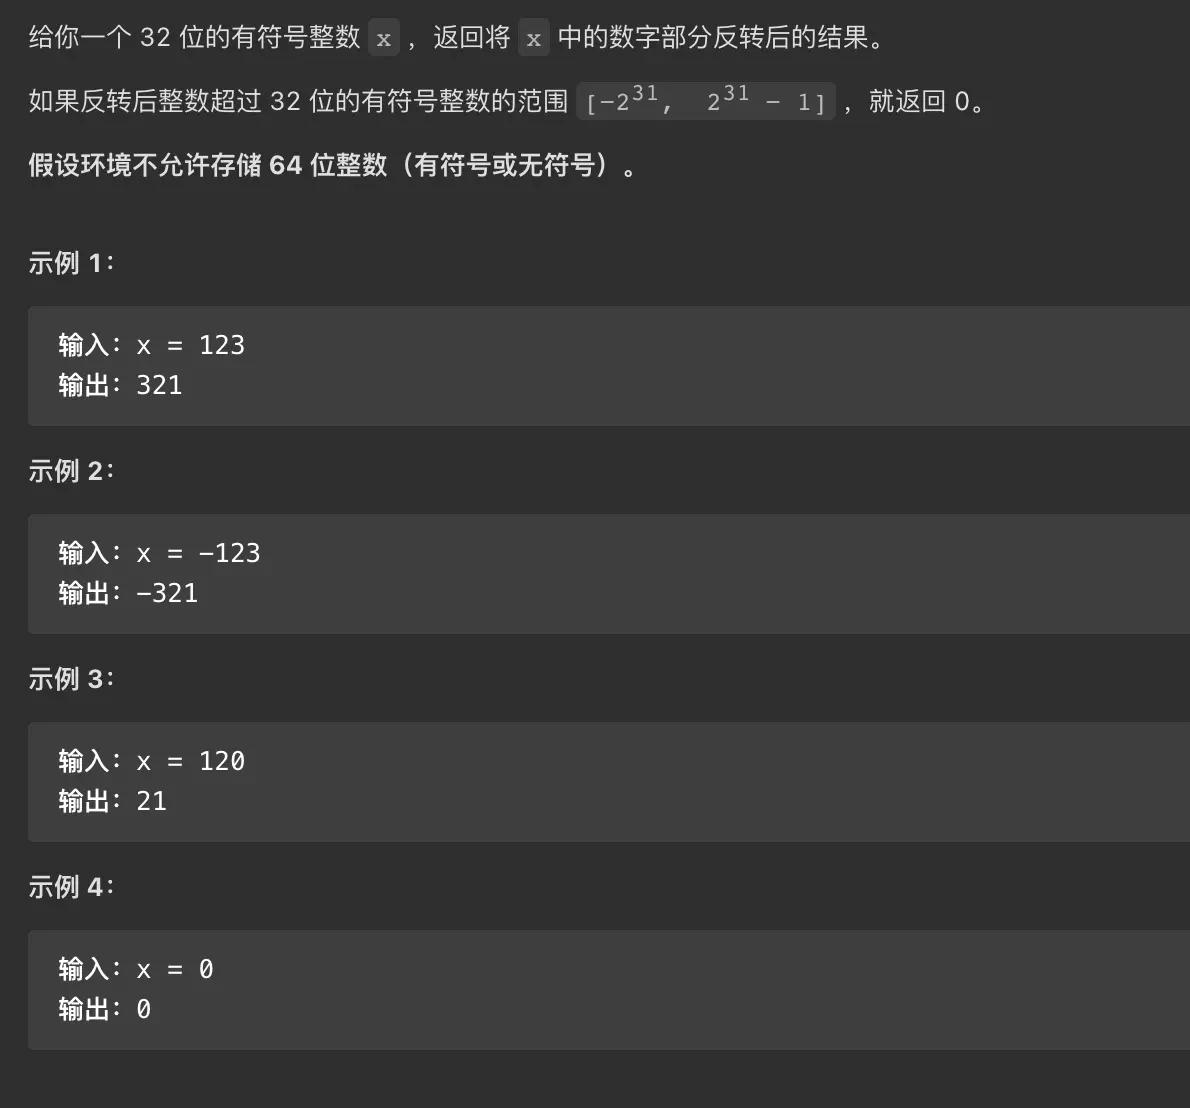 给你一个 32 位的有符号整数 x ，返回将 x 中的数字部分反转后的结果。
如果反转后整数超过 32 位的有符号整数的范围 [−2³¹,  2³¹ − 1] ，就返回 0。
假设环境不允许存储 64 位整数（有符号或无符号）。
示例 1：
输入：x = 123
输出：321
示例 2：
输入：x = -123
输出：-321
示例 3：
输入：x = 120
输出：21
示例 4：
输入：x = 0
输出：0